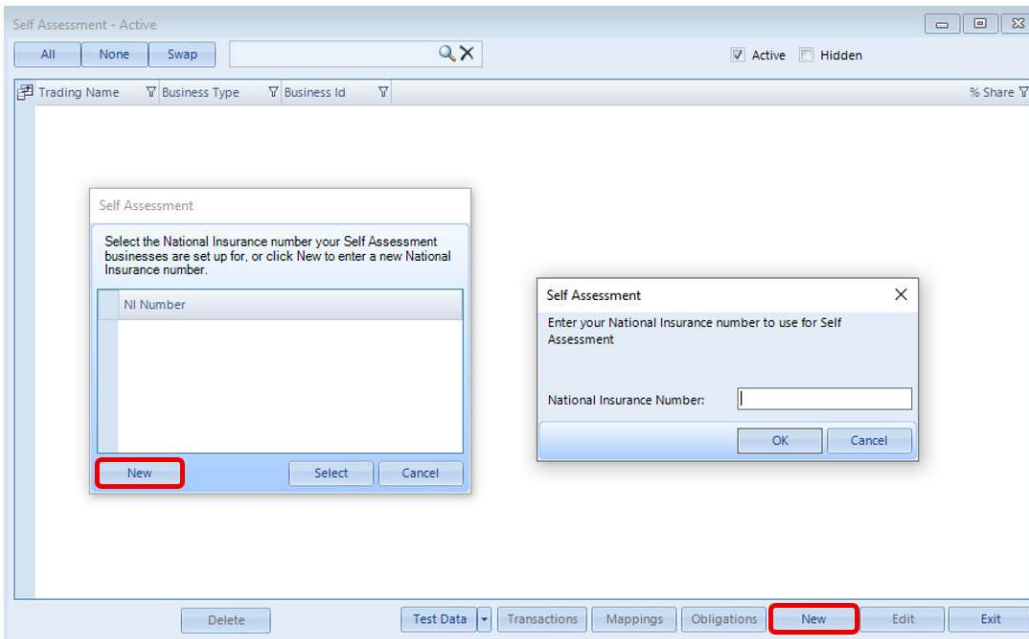 Self Assessment - Active
All None Swap Active Hidden
Trading Name Business Type Business Id % Share
Self Assessment
Select the National Insurance number your Self Assessment
businesses are set up for, or click New to enter a new National
Insurance number.
NI Number
New Select Cancel
Self Assessment
Enter your National Insurance number to use for Self
Assessment
National Insurance Number:
OK Cancel
Delete Test Data Transactions Mappings Obligations New Edit Exit